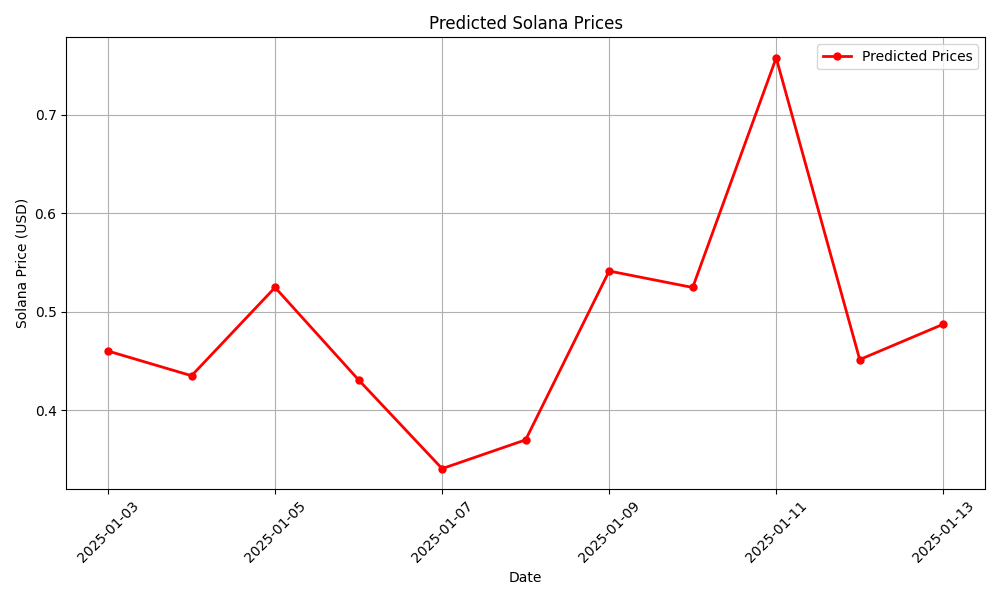 Predicted Solana Prices
Predicted Prices
Solana Price (USD)
0.7
0.6
0.5
0.4
2025-01-03
2025-01-05
2025-01-07
2025-01-09
2025-01-11
2025-01-13
Date